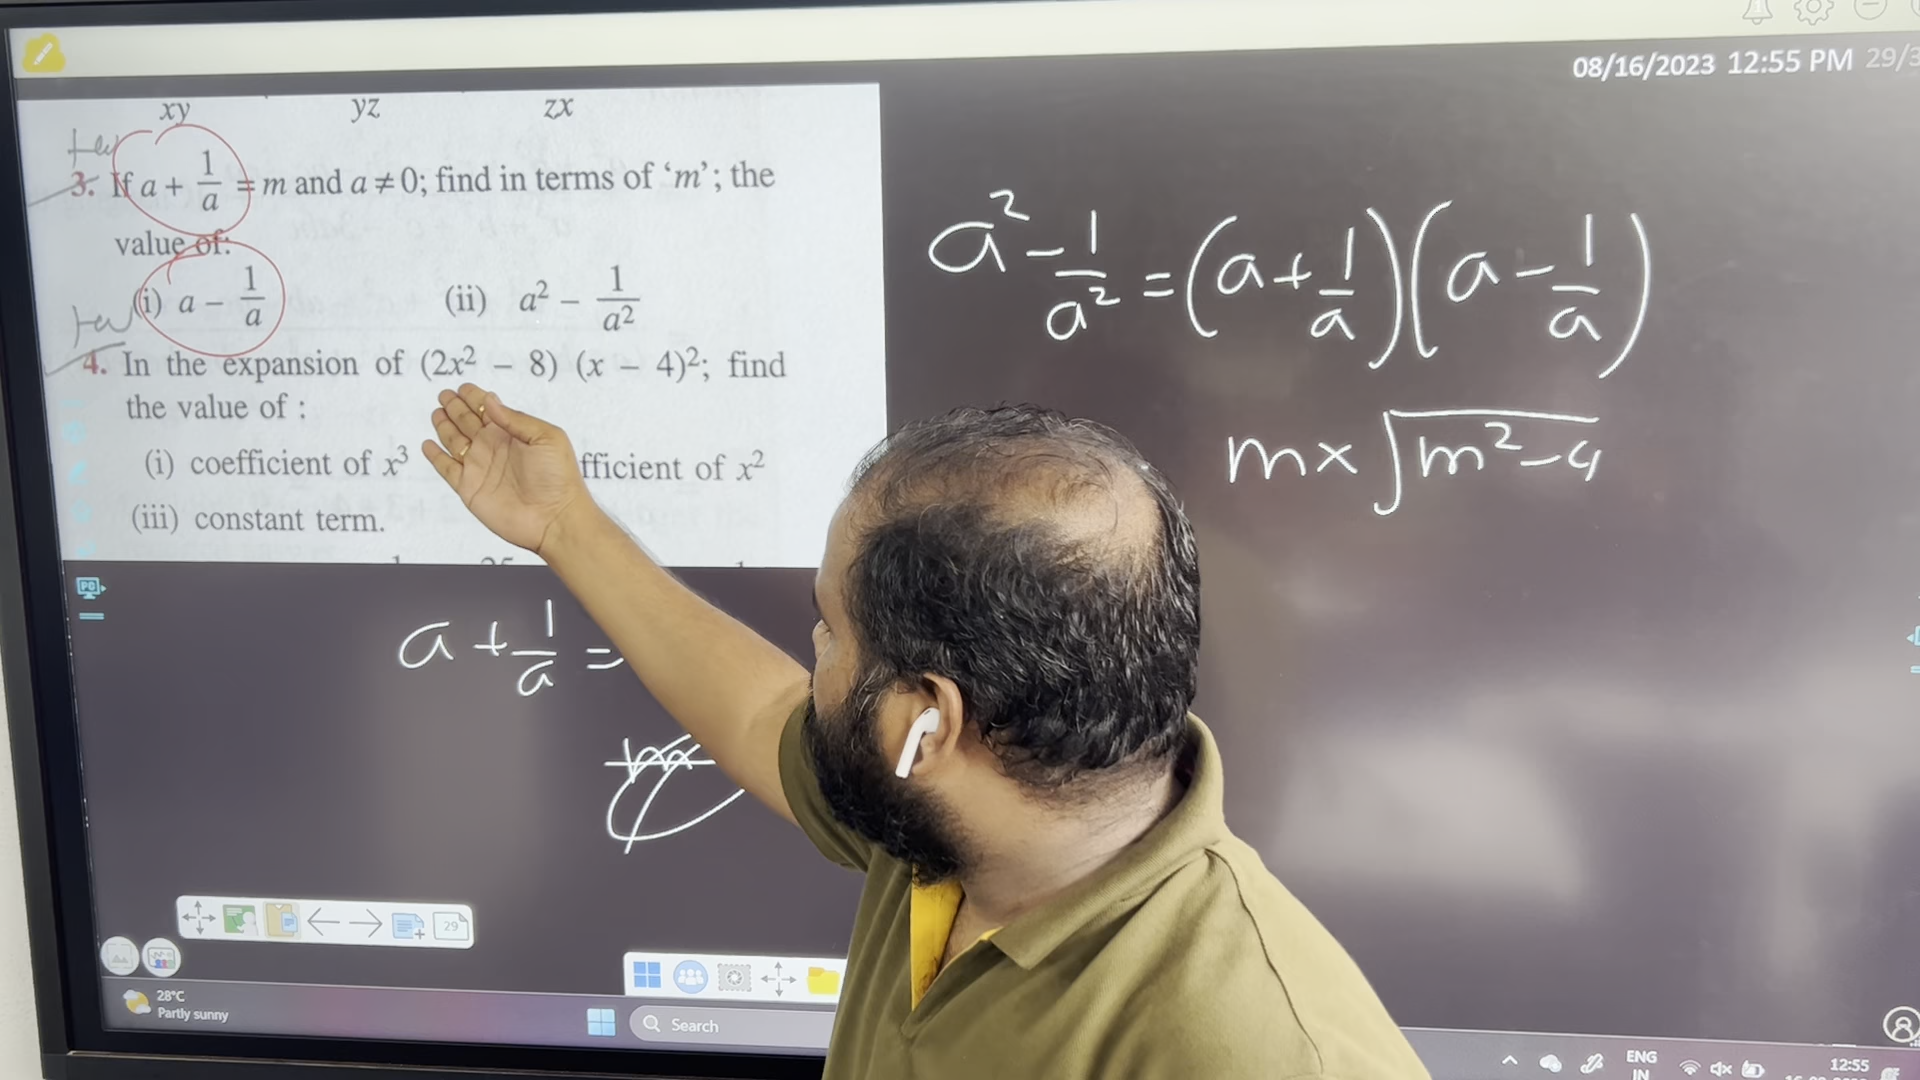 08/16/2023 12:55 PM 29/3
xy yz zx
3. If a + 1/a = m and a ≠ 0; find in terms of ‘m’; the
value of:
(i) a − 1/a (ii) a² − 1/a²
4. In the expansion of (2x² − 8) (x − 4)²; find
the value of :
(i) coefficient of x³ fficient of x²
(iii) constant term.
a² − 1/a² = (a + 1/a)(a − 1/a)
m × √m² − 4
a + 1/a =
29
28°C
Partly sunny
Search
ENG
IN
12:55